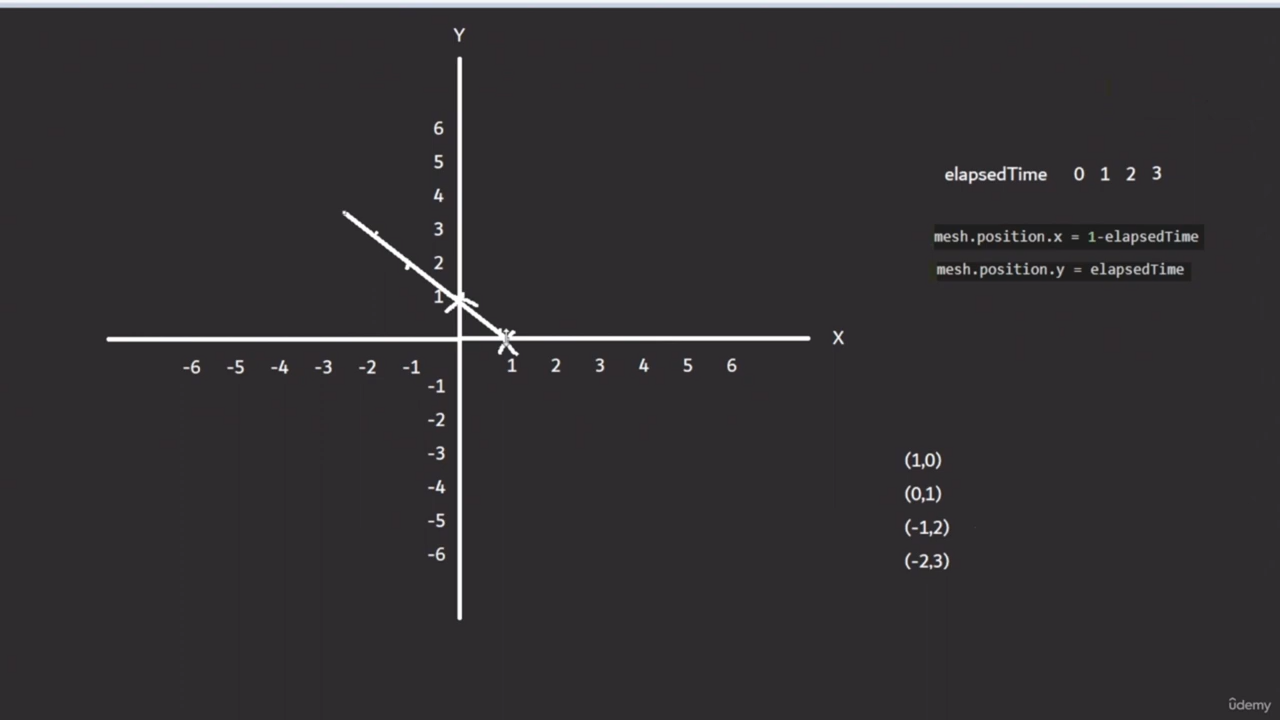 Y
6
5
4
3
2
1
X
-6 -5 -4 -3 -2 -1 1 2 3 4 5 6
-1
-2
-3
-4
-5
-6
elapsedTime 0 1 2 3
mesh.position.x = 1-elapsedTime
mesh.position.y = elapsedTime
(1,0)
(0,1)
(-1,2)
(-2,3)
ûdemy